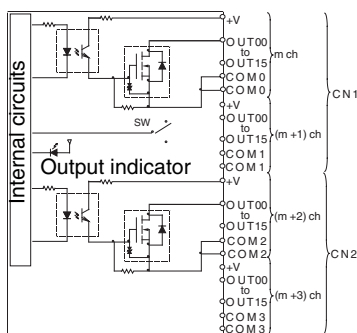 Internal circuits
SW
Output indicator
+V
OUT00
to
OUT15
COM0
COM0
m ch
+V
OUT00
to
OUT15
COM1
COM1
(m +1) ch
CN1
+V
OUT00
to
OUT15
COM2
COM2
(m +2) ch
+V
OUT00
to
OUT15
COM3
COM3
(m +3) ch
CN2